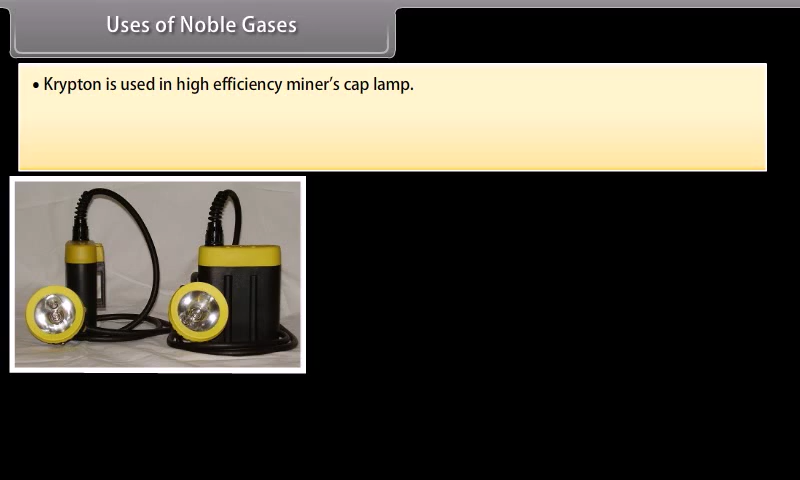 Uses of Noble Gases
• Krypton is used in high efficiency miner’s cap lamp.